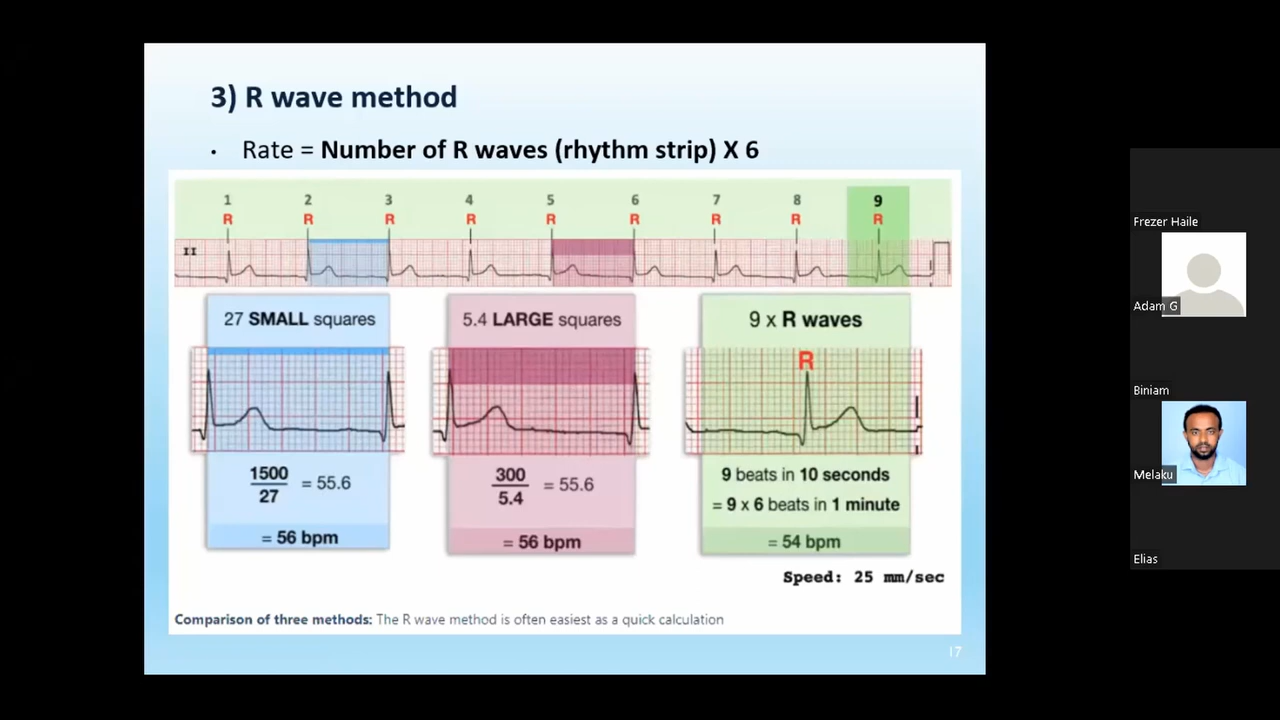 3) R wave method
• Rate = Number of R waves (rhythm strip) X 6
1 2 3 4 5 6 7 8 9
R R R R R R R R R
II
27 SMALL squares
1500
27
= 55.6
= 56 bpm
5.4 LARGE squares
300
5.4
= 55.6
= 56 bpm
9 x R waves
R
9 beats in 10 seconds
= 9 x 6 beats in 1 minute
= 54 bpm
Speed: 25 mm/sec
Comparison of three methods: The R wave method is often easiest as a quick calculation
17
Frezer Haile
Adam G
Biniam
Melaku
Elias